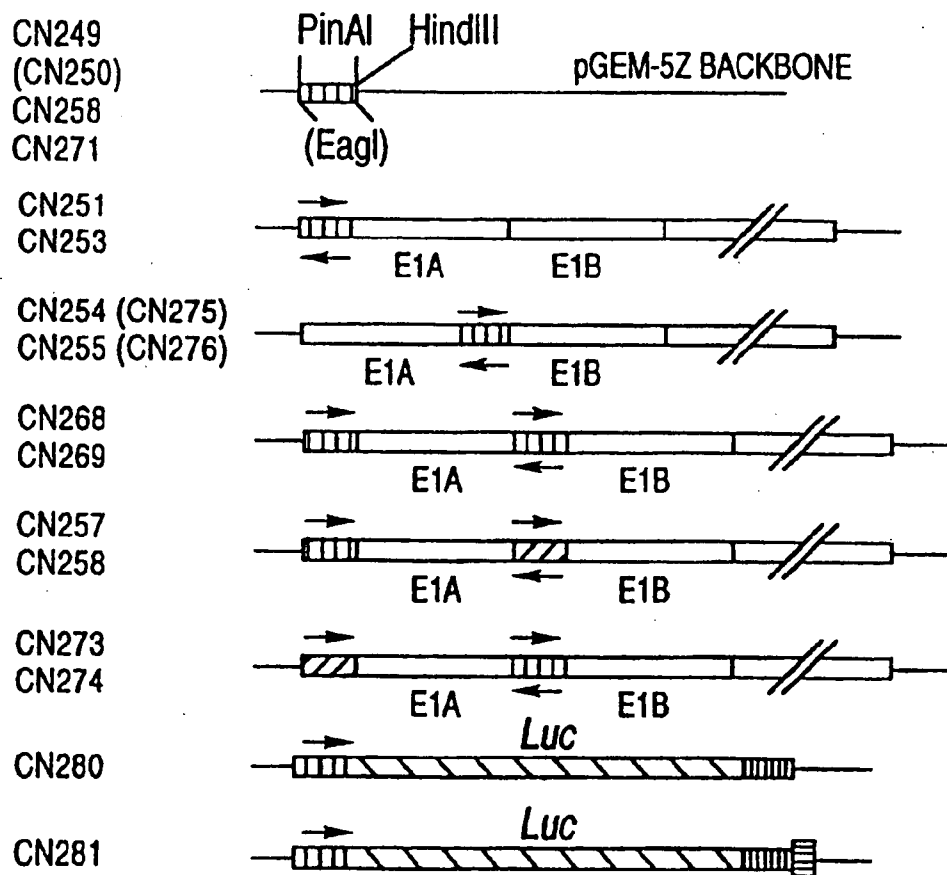 CN249 PinAI HindIII
(CN250) pGEM-5Z BACKBONE
CN258
CN271 (EagI)
CN251
CN253 E1A E1B
CN254 (CN275)
CN255 (CN276) E1A E1B
CN268
CN269 E1A E1B
CN257
CN258 E1A E1B
CN273
CN274 E1A E1B
Luc
CN280
Luc
CN281